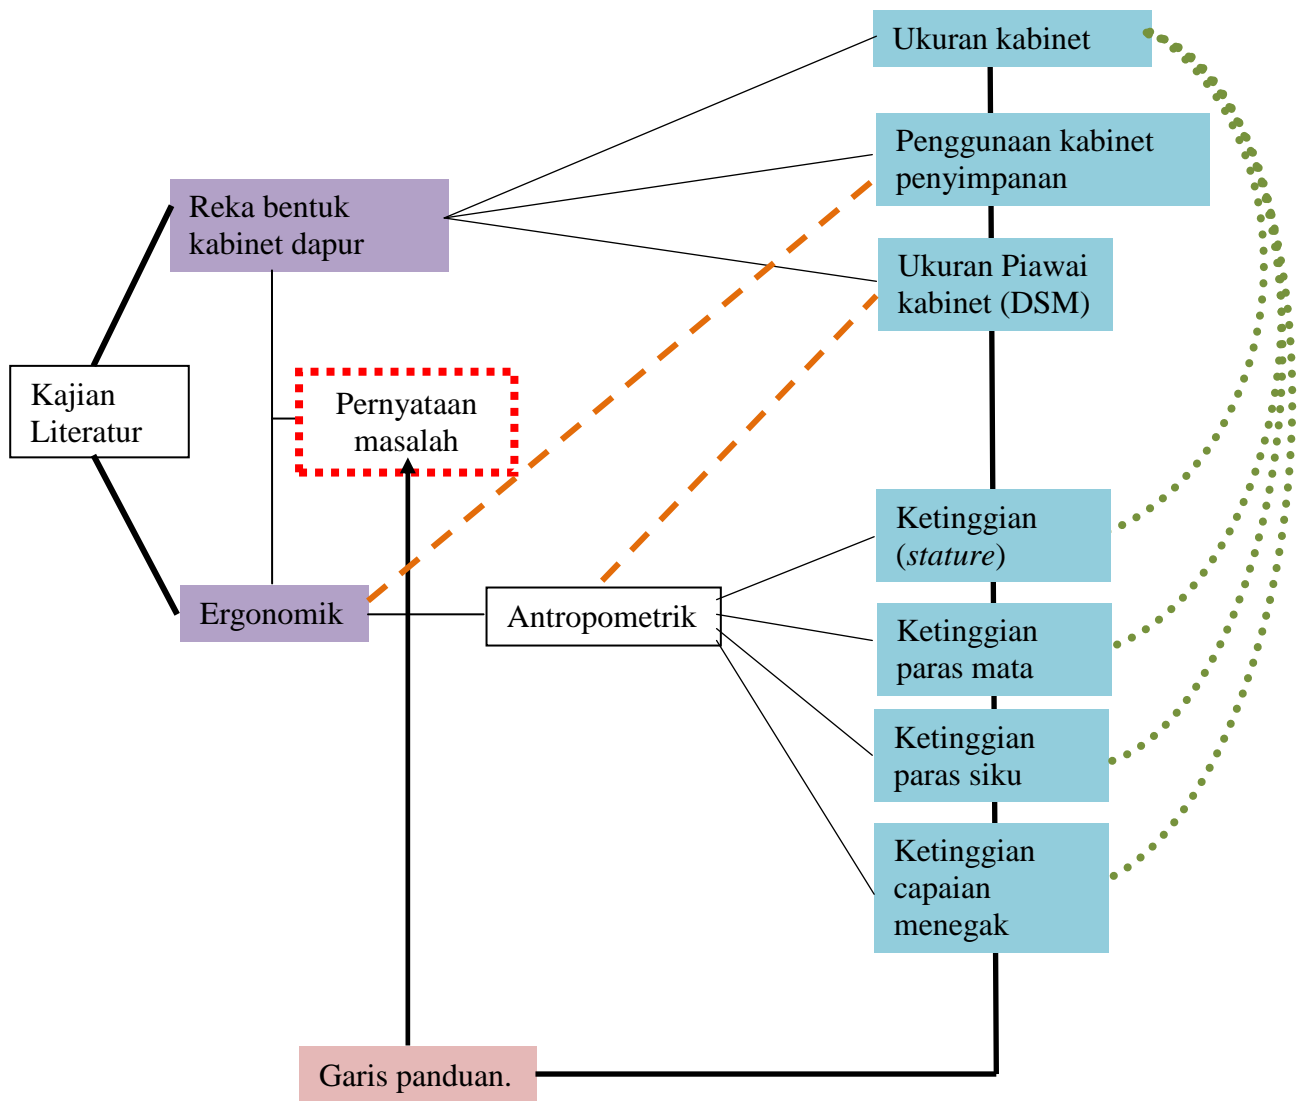 Ukuran kabinet
Penggunaan kabinet
penyimpanan
Reka bentuk
kabinet dapur
Ukuran Piawai
kabinet (DSM)
Kajian
Literatur
Pernyataan
masalah
Ketinggian
(stature)
Ergonomik
Antropometrik
Ketinggian
paras mata
Ketinggian
paras siku
Ketinggian
capaian
menegak
Garis panduan.